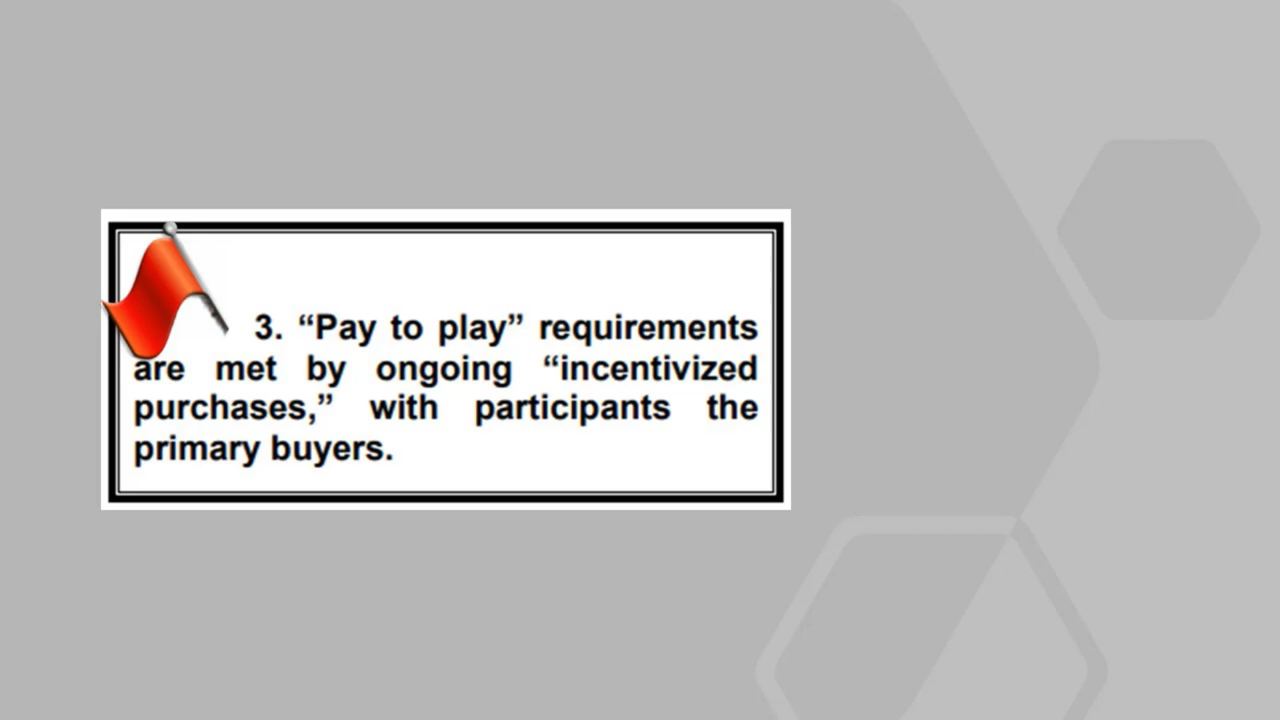 3. “Pay to play” requirements
are met by ongoing “incentivized
purchases,” with participants the
primary buyers.